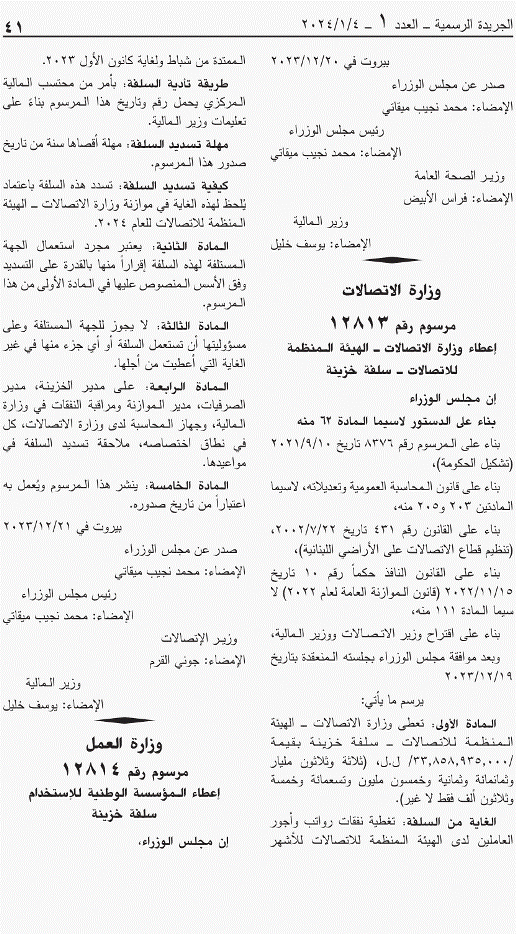 الجريدة الرسمية ــ العدد ١ ــ ٢٠٢٤/١/٤
٤١
بيروت في ٢٠٢٣/١٢/٢٠
صدر عن مجلس الوزراء
الإمضاء: محمد نجيب ميقاتي
رئيس مجلس الوزراء
الإمضاء: محمد نجيب ميقاتي
وزير الصحة العامة
الإمضاء: فراس الأبيض
وزير المالية
الإمضاء: يوسف خليل
وزارة الاتصالات
مرسوم رقم ١٢٨١٣
إعطاء وزارة الاتصالات ــ الهيئة المنظمة
للاتصالات ــ سلفة خزينة
إن مجلس الوزراء
بناء على الدستور لاسيما المادة ٦٢ منه
بناء على المرسوم رقم ٨٣٧٦ تاريخ ٢٠٢١/٩/١٠
(تشكيل الحكومة)،
بناء على قانون المحاسبة العمومية وتعديلاته، لاسيما
المادتين ٢٠٣ و٢٠٥ منه،
بناء على القانون رقم ٤٣١ تاريخ ٢٠٠٢/٧/٢٢،
(تنظيم قطاع الاتصالات على الأراضي اللبنانية)،
بناء على القانون النافذ حكماً رقم ١٠ تاريخ
٢٠٢٢/١١/١٥ (قانون الموازنة العامة لعام ٢٠٢٢) لا
سيما المادة ١١١ منه،
بناء على اقتراح وزير الاتصالات ووزير المالية،
وبعد موافقة مجلس الوزراء بجلسته المنعقدة بتاريخ
٢٠٢٣/١٢/١٩
يرسم ما يأتي:
المادة الأولى: تعطى وزارة الاتصالات ــ الهيئة
المنظمة للاتصالات ــ سلفة خزينة بقيمة
/٣٣,٨٥٨,٩٣٥,٠٠٠/ ل.ل، (ثلاثة وثلاثون مليار
وثمانمائة وثمانية وخمسون مليون وتسعمائة وخمسة
وثلاثون ألف فقط لا غير).
الغاية من السلفة: تغطية نفقات رواتب وأجور
العاملين لدى الهيئة المنظمة للاتصالات للأشهر
الممتدة من شباط ولغاية كانون الأول ٢٠٢٣.
طريقة تأدية السلفة: بأمر من محتسب المالية
المركزي يحمل رقم وتاريخ هذا المرسوم بناءً على
تعليمات وزير المالية.
مهلة تسديد السلفة: مهلة أقصاها سنة من تاريخ
صدور هذا المرسوم.
كيفية تسديد السلفة: تسدد هذه السلفة باعتماد
يُلحظ لهذه الغاية في موازنة وزارة الاتصالات ــ الهيئة
المنظمة للاتصالات للعام ٢٠٢٤.
المادة الثانية: يعتبر مجرد استعمال الجهة
المستلفة لهذه السلفة إقراراً منها بالقدرة على التسديد
وفق الأسس المنصوص عليها في المادة الأولى من هذا
المرسوم.
المادة الثالثة: لا يجوز للجهة المستلفة وعلى
مسؤوليتها أن تستعمل السلفة أو أي جزء منها في غير
الغاية التي أعطيت من أجلها.
المادة الرابعة: على مدير الخزينة، مدير
الصرفيات، مدير الموازنة ومراقبة النفقات في وزارة
المالية، وجهاز المحاسبة لدى وزارة الاتصالات، كل
في نطاق اختصاصه، ملاحقة تسديد السلفة في
مواعيدها.
المادة الخامسة: ينشر هذا المرسوم ويُعمل به
اعتباراً من تاريخ صدوره.
بيروت في ٢٠٢٣/١٢/٢١
صدر عن مجلس الوزراء
الإمضاء: محمد نجيب ميقاتي
رئيس مجلس الوزراء
الإمضاء: محمد نجيب ميقاتي
وزير الإتصالات
الإمضاء: جوني القرم
وزير المالية
الإمضاء: يوسف خليل
وزارة العمل
مرسوم رقم ١٢٨١٤
إعطاء المؤسسة الوطنية للإستخدام
سلفة خزينة
إن مجلس الوزراء،